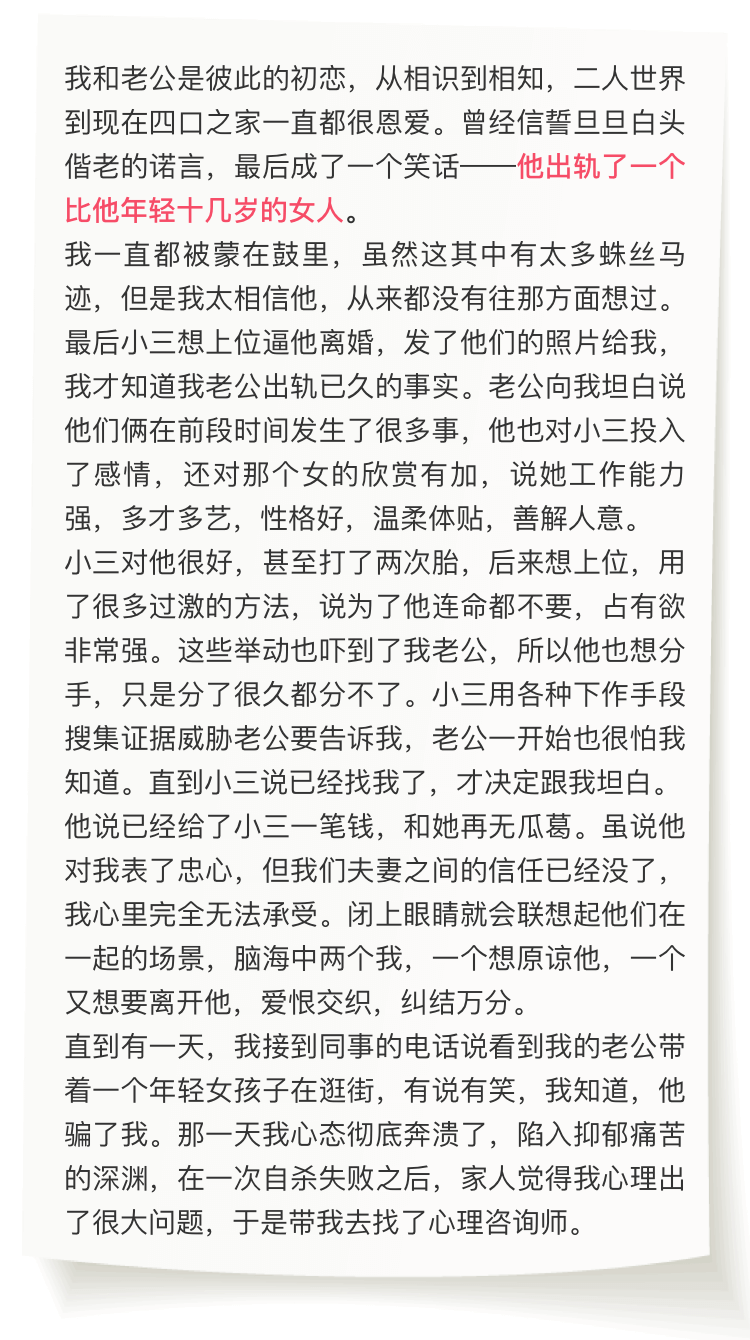 我和老公是彼此的初恋，从相识到相知，二人世界
到现在四口之家一直都很恩爱。曾经信誓旦旦白头
偕老的诺言，最后成了一个笑话——他出轨了一个
比他年轻十几岁的女人。
我一直都被蒙在鼓里，虽然这其中有太多蛛丝马
迹，但是我太相信他，从来都没有往那方面想过。
最后小三想上位逼他离婚，发了他们的照片给我，
我才知道我老公出轨已久的事实。老公向我坦白说
他们俩在前段时间发生了很多事，他也对小三投入
了感情，还对那个女的欣赏有加，说她工作能力
强，多才多艺，性格好，温柔体贴，善解人意。
小三对他很好，甚至打了两次胎，后来想上位，用
了很多过激的方法，说为了他连命都不要，占有欲
非常强。这些举动也吓到了我老公，所以他也想分
手，只是分了很久都分不了。小三用各种下作手段
搜集证据威胁老公要告诉我，老公一开始也很怕我
知道。直到小三说已经找我了，才决定跟我坦白。
他说已经给了小三一笔钱，和她再无瓜葛。虽说他
对我表了忠心，但我们夫妻之间的信任已经没了，
我心里完全无法承受。闭上眼睛就会联想起他们在
一起的场景，脑海中两个我，一个想原谅他，一个
又想要离开他，爱恨交织，纠结万分。
直到有一天，我接到同事的电话说看到我的老公带
着一个年轻女孩子在逛街，有说有笑，我知道，他
骗了我。那一天我心态彻底奔溃了，陷入抑郁痛苦
的深渊，在一次自杀失败之后，家人觉得我心理出
了很大问题，于是带我去找了心理咨询师。